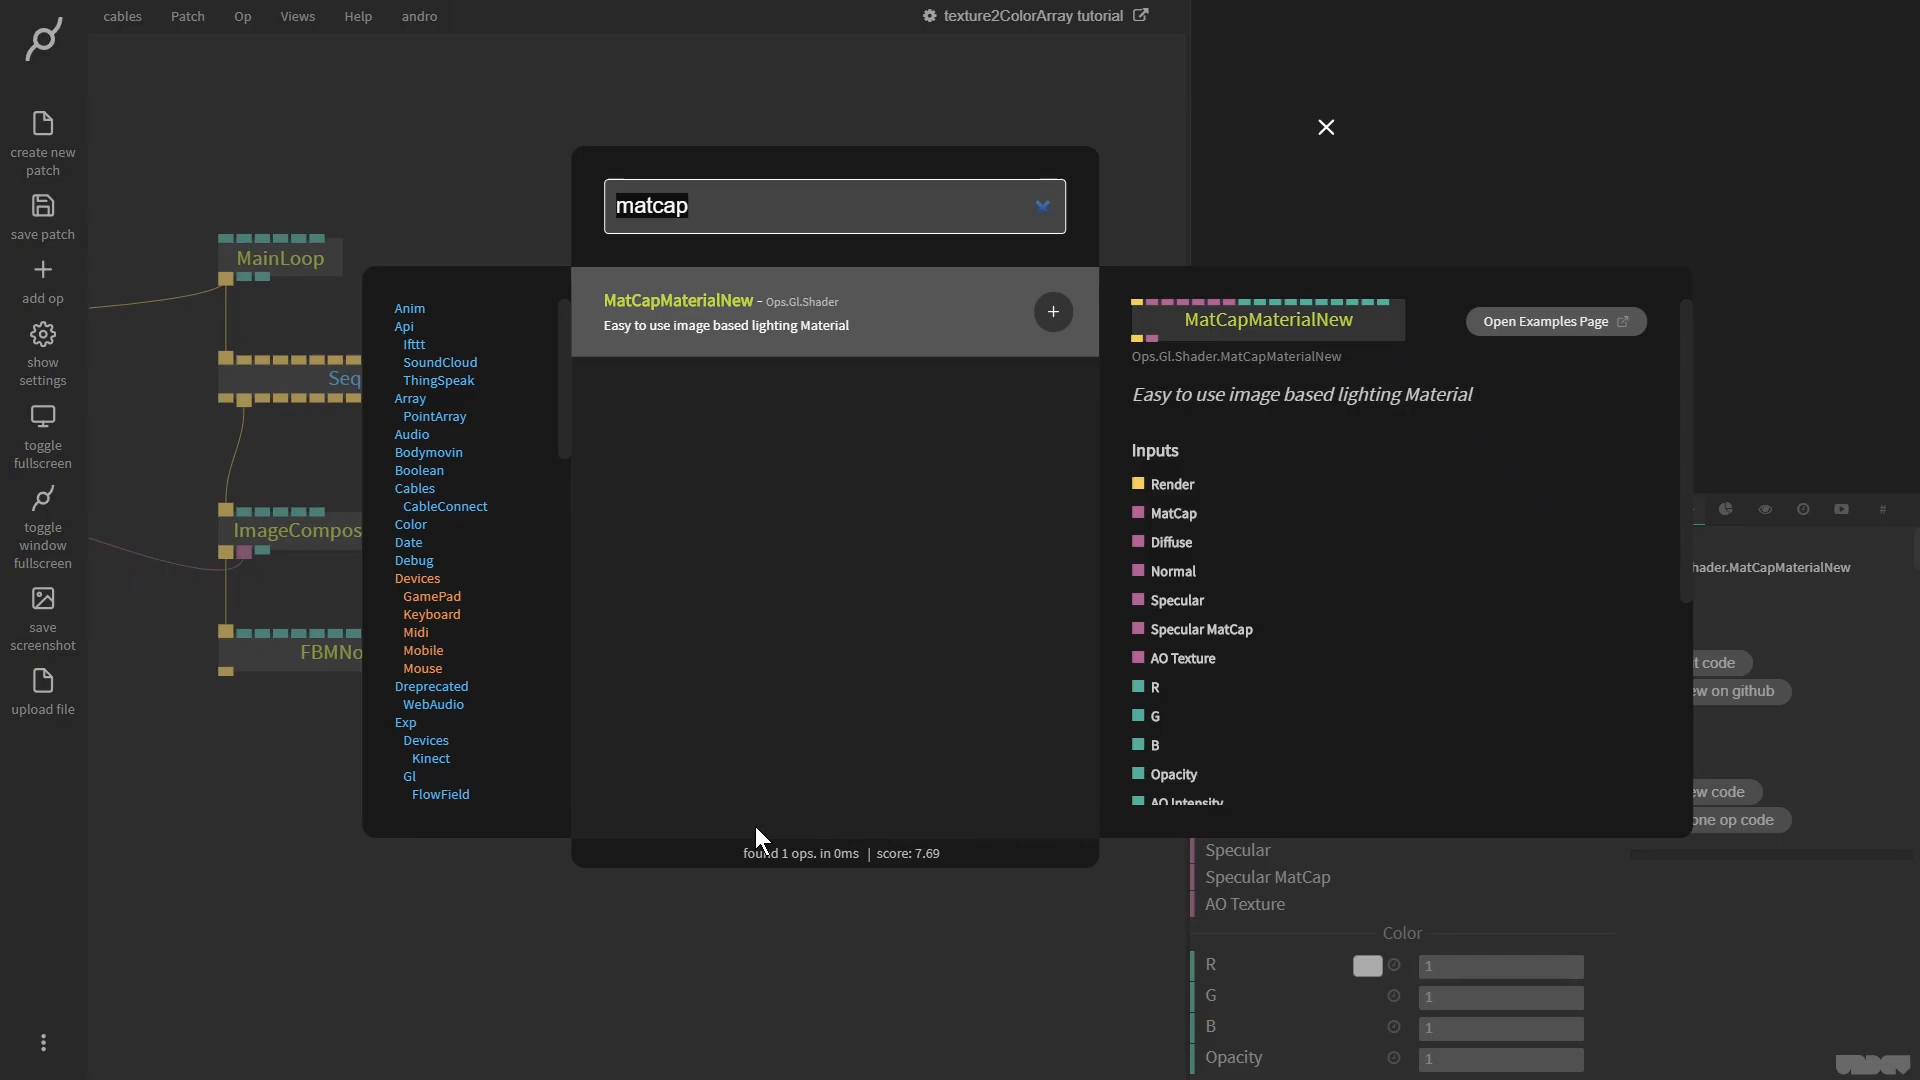 cables
Patch
Op
Views
Help
andro
texture2ColorArray tutorial
create new
patch
save patch
add op
show
settings
toggle
fullscreen
toggle
window
fullscreen
save
screenshot
upload file
MainLoop
Seq
ImageCompos
FBMNo
matcap
Anim
Api
Ifttt
SoundCloud
ThingSpeak
Array
PointArray
Audio
Bodymovin
Boolean
Cables
CableConnect
Color
Date
Debug
Devices
GamePad
Keyboard
Midi
Mobile
Mouse
Dreprecated
WebAudio
Exp
Devices
Kinect
Gl
FlowField
MatCapMaterialNew - Ops.Gl.Shader
Easy to use image based lighting Material
found 1 ops. in 0ms | score: 7.69
MatCapMaterialNew
Open Examples Page
Ops.Gl.Shader.MatCapMaterialNew
Easy to use image based lighting Material
Inputs
Render
MatCap
Diffuse
Normal
Specular
Specular MatCap
AO Texture
R
G
B
Opacity
AO Intensity
#
hader.MatCapMaterialNew
t code
ew on github
ew code
one op code
Specular
Specular MatCap
AO Texture
Color
R 1
G 1
B 1
Opacity 1